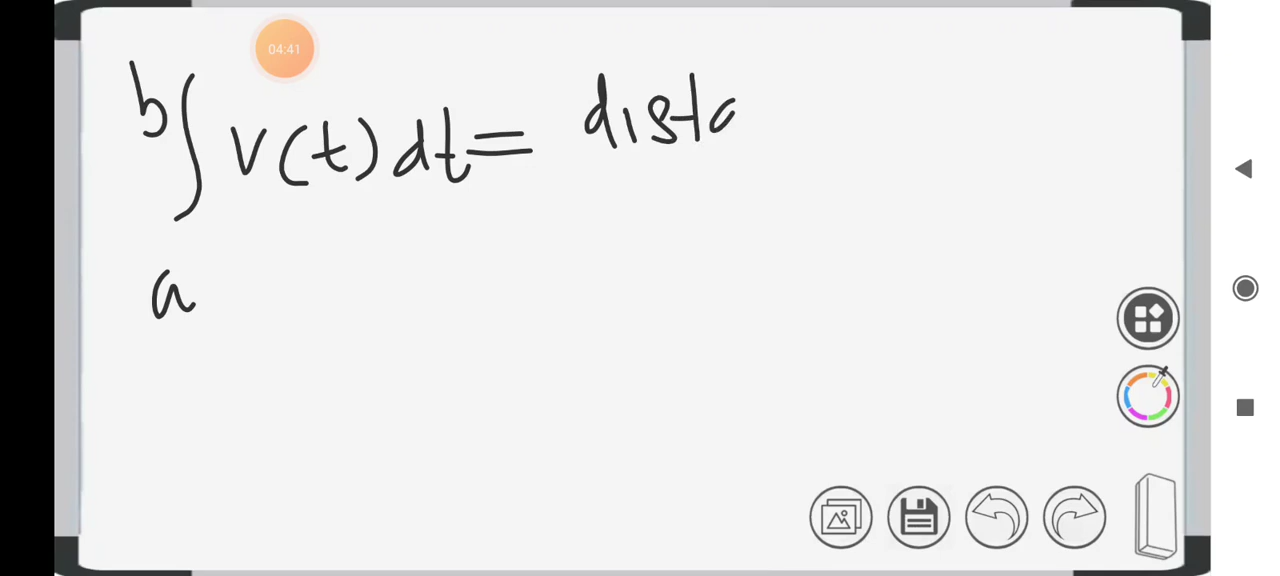 04:41
b
∫ v(t) dt = dista
a